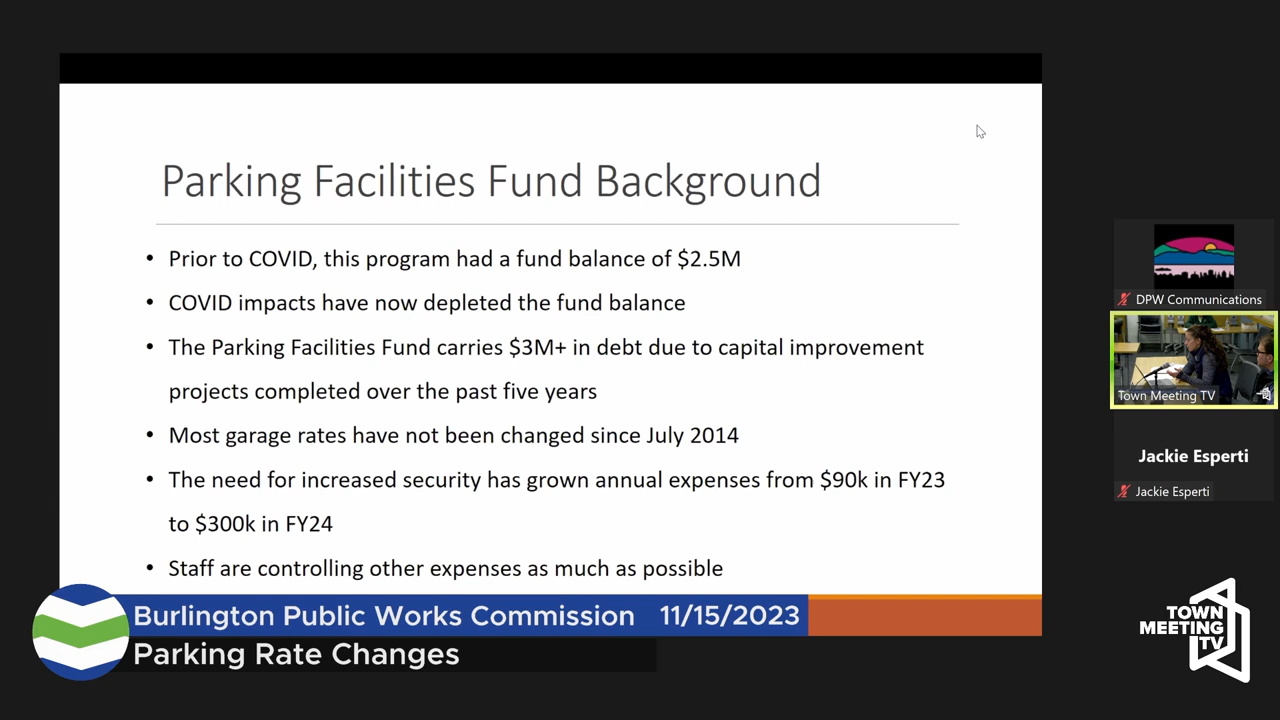 Parking Facilities Fund Background
• Prior to COVID, this program had a fund balance of $2.5M
• COVID impacts have now depleted the fund balance
• The Parking Facilities Fund carries $3M+ in debt due to capital improvement
projects completed over the past five years
• Most garage rates have not been changed since July 2014
• The need for increased security has grown annual expenses from $90k in FY23
to $300k in FY24
• Staff are controlling other expenses as much as possible
Burlington Public Works Commission 11/15/2023
Parking Rate Changes
DPW Communications
Town Meeting TV
Jackie Esperti
Jackie Esperti
TOWN
MEETING
TV